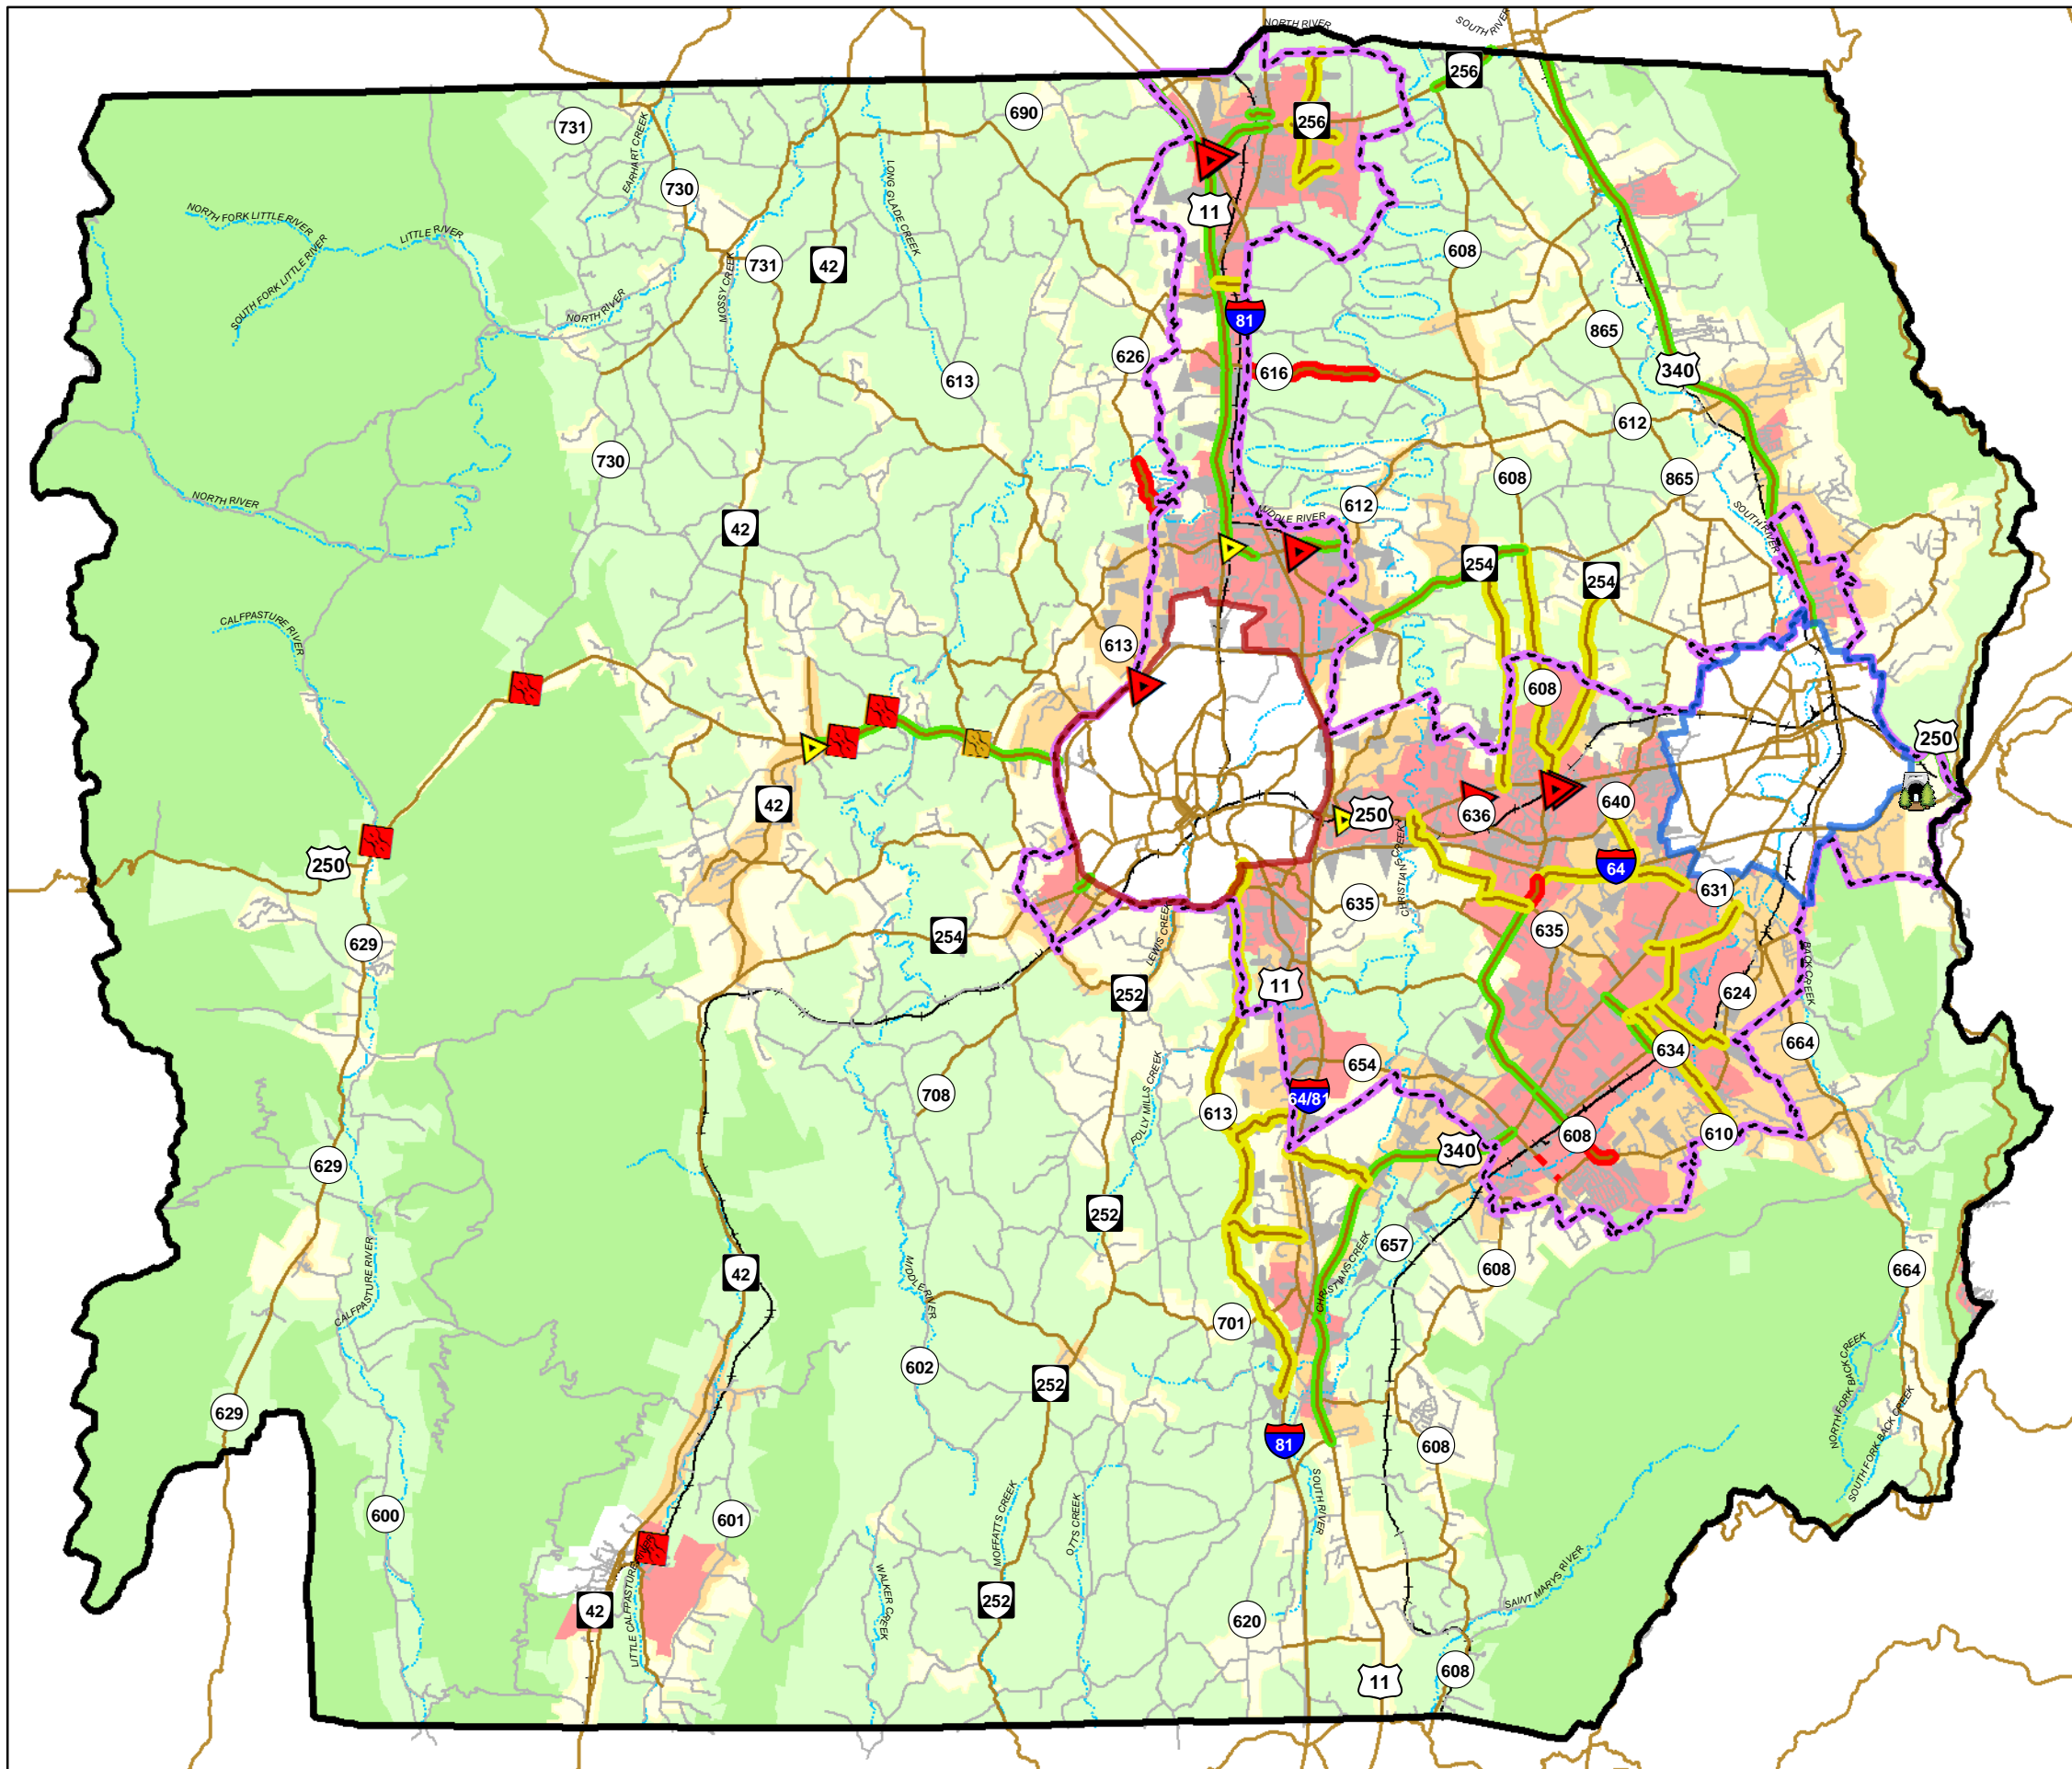 NORTH RIVER
SOUTH RIVER
256
690
731
256
EARHART CREEK
LONG GLADE CREEK
730
NORTH FORK LITTLE RIVER
11
LITTLE RIVER
SOUTH FORK LITTLE RIVER
608
731
42
MOSSY CREEK
NORTH RIVER
81
865
626
616
340
613
612
730
608
865
NORTH RIVER
612
42
MIDDLE RIVER
SOUTH RIVER
254
254
CALFPASTURE RIVER
613
608
250
42
640
250
636
250
64
CHRISTIANS CREEK
631
635
635
254
629
LEWIS CREEK
BACK CREEK
11
252
624
664
634
654
708
64/81
FOLLY MILLS CREEK
613
608
610
340
629
252
657
608
664
42
CALFPASTURE RIVER
MIDDLE RIVER
CHRISTIANS CREEK
701
602
252
NORTH FORK BACK CREEK
629
81
608
SOUTH FORK BACK CREEK
SOUTH RIVER
600
601
MOFFATTS CREEK
OTTS CREEK
WALKER CREEK
SAINT MARYS RIVER
252
42
LITTLE CALFPASTURE
620
608
11